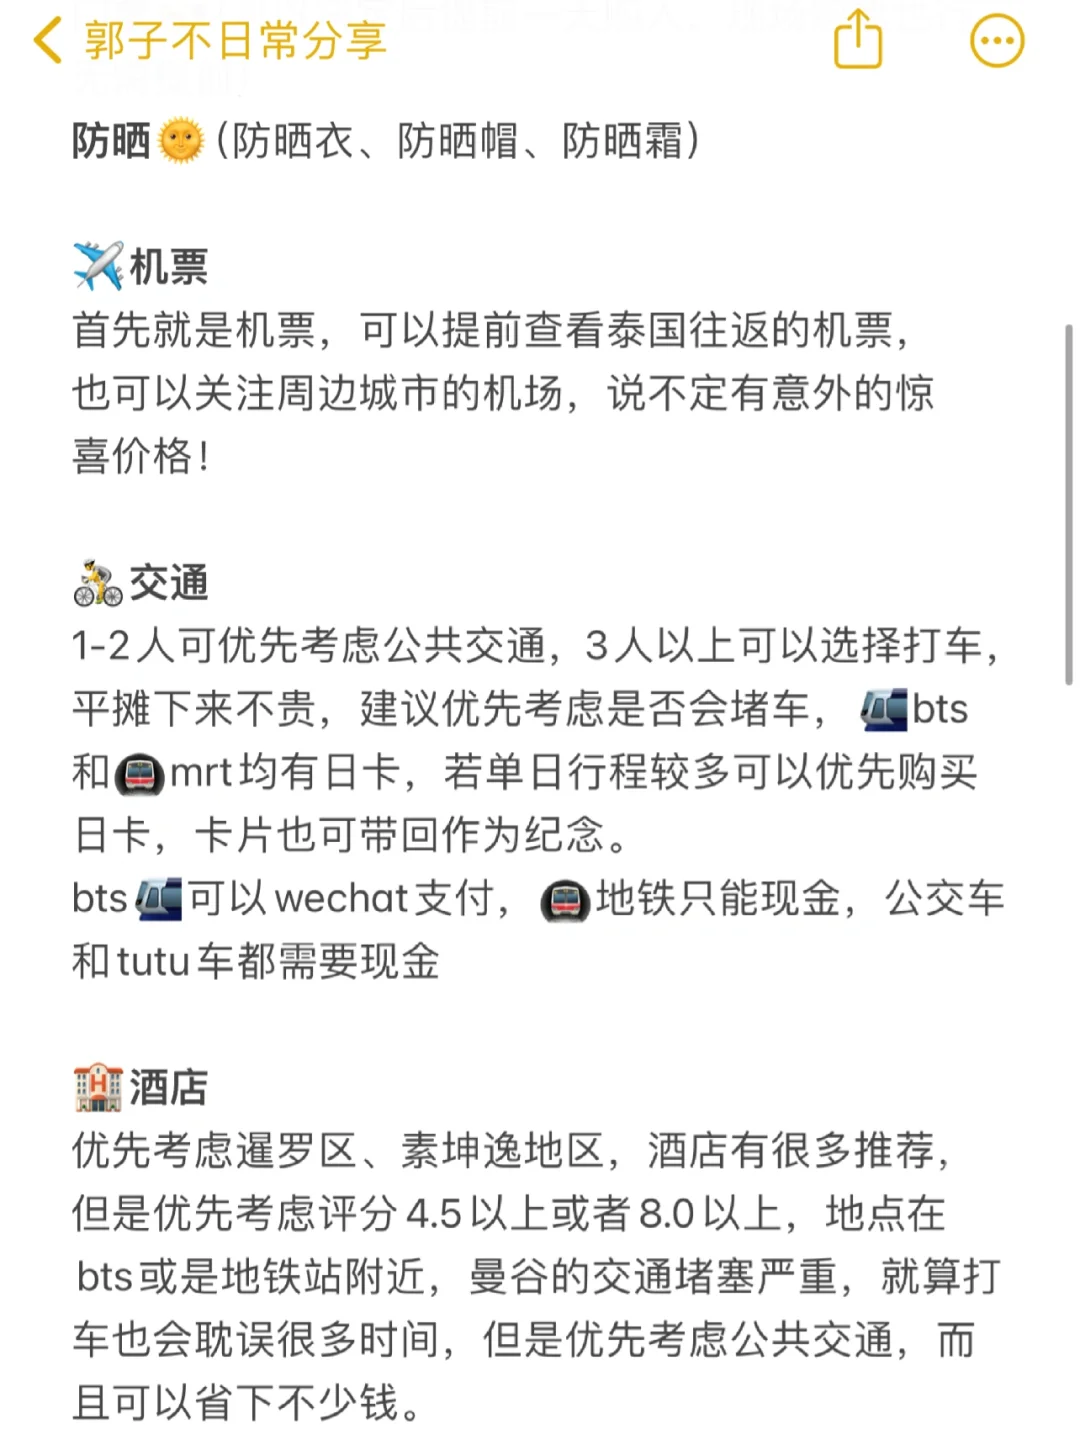 郭子不日常分享
防晒🌞(防晒衣、防晒帽、防晒霜)
✈️机票
首先就是机票，可以提前查看泰国往返的机票，
也可以关注周边城市的机场，说不定有意外的惊
喜价格！
🚴交通
1-2人可优先考虑公共交通，3人以上可以选择打车，
平摊下来不贵，建议优先考虑是否会堵车，🚈bts
和🚇mrt均有日卡，若单日行程较多可以优先购买
日卡，卡片也可带回作为纪念。
bts🚈可以wechat支付，🚇地铁只能现金，公交车
和tutu车都需要现金
🏨酒店
优先考虑暹罗区、素坤逸地区，酒店有很多推荐，
但是优先考虑评分4.5以上或者8.0以上，地点在
bts或是地铁站附近，曼谷的交通堵塞严重，就算打
车也会耽误很多时间，但是优先考虑公共交通，而
且可以省下不少钱。